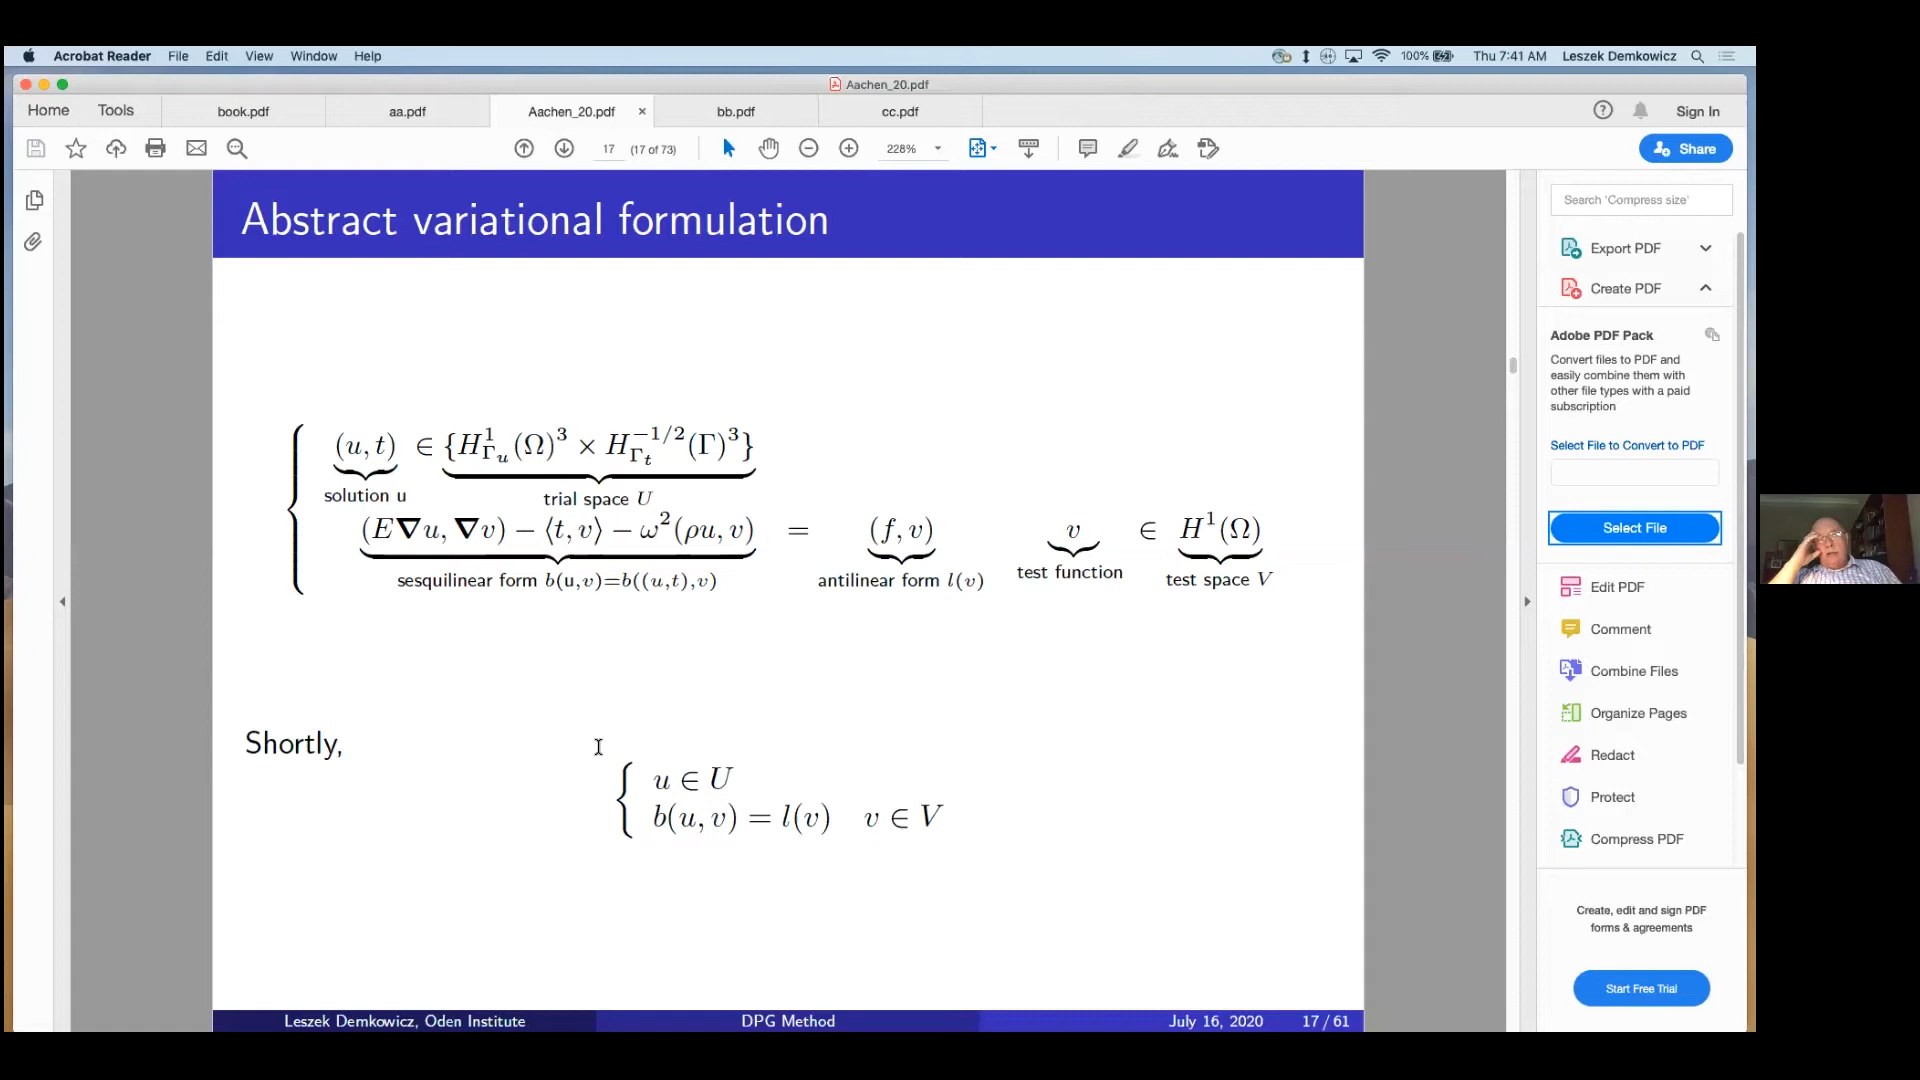 Acrobat Reader File Edit View Window Help 100% Thu 7:41 AM Leszek Demkowicz
Aachen_20.pdf
Home Tools book.pdf aa.pdf Aachen_20.pdf × bb.pdf cc.pdf Sign In
17 (17 of 73) 228% Share
Abstract variational formulation
(u, t) ∈ {H¹_{Γ_u}(Ω)³ × H^{-1/2}_{Γ_t}(Γ)³}
solution u trial space U
(E∇u, ∇v) − ⟨t, v⟩ − ω²(ρu, v) = (f, v) v ∈ H¹(Ω)
sesquilinear form b(u,v)=b((u,t),v) antilinear form l(v) test function test space V
Shortly,
u ∈ U
b(u, v) = l(v) v ∈ V
Leszek Demkowicz, Oden Institute DPG Method July 16, 2020 17 / 61
Search 'Compress size'
Export PDF
Create PDF
Adobe PDF Pack
Convert files to PDF and
easily combine them with
other file types with a paid
subscription
Select File to Convert to PDF
Select File
Edit PDF
Comment
Combine Files
Organize Pages
Redact
Protect
Compress PDF
Create, edit and sign PDF
forms & agreements
Start Free Trial